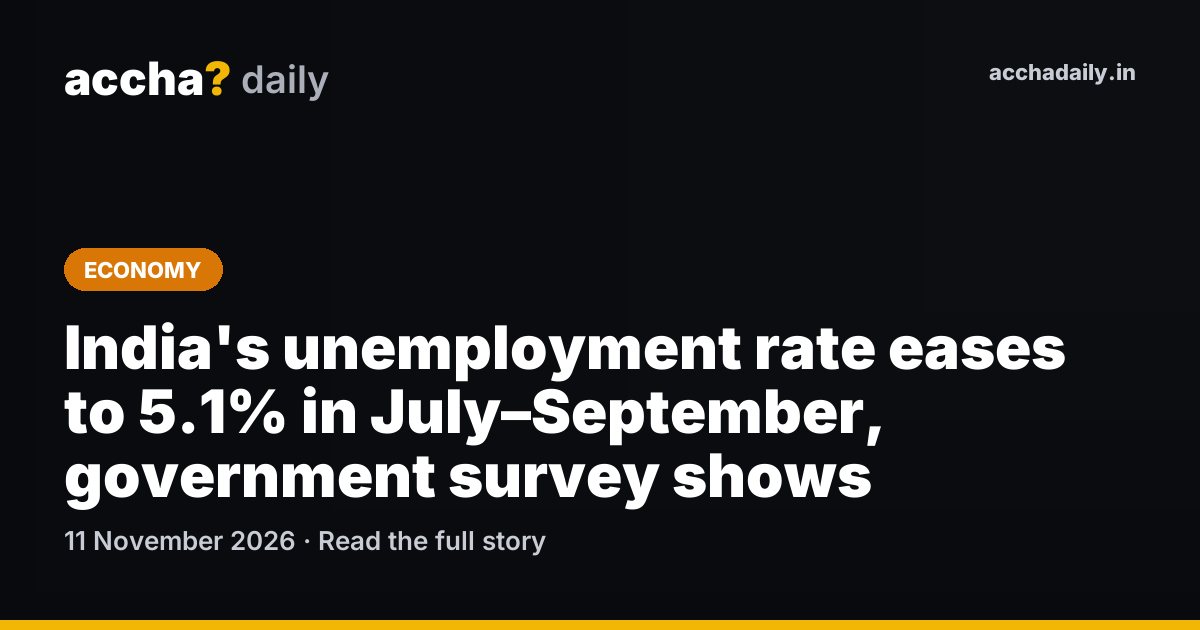 accha? daily
acchadaily.in
ECONOMY
India's unemployment rate eases
to 5.1% in July–September,
government survey shows
11 November 2026 · Read the full story